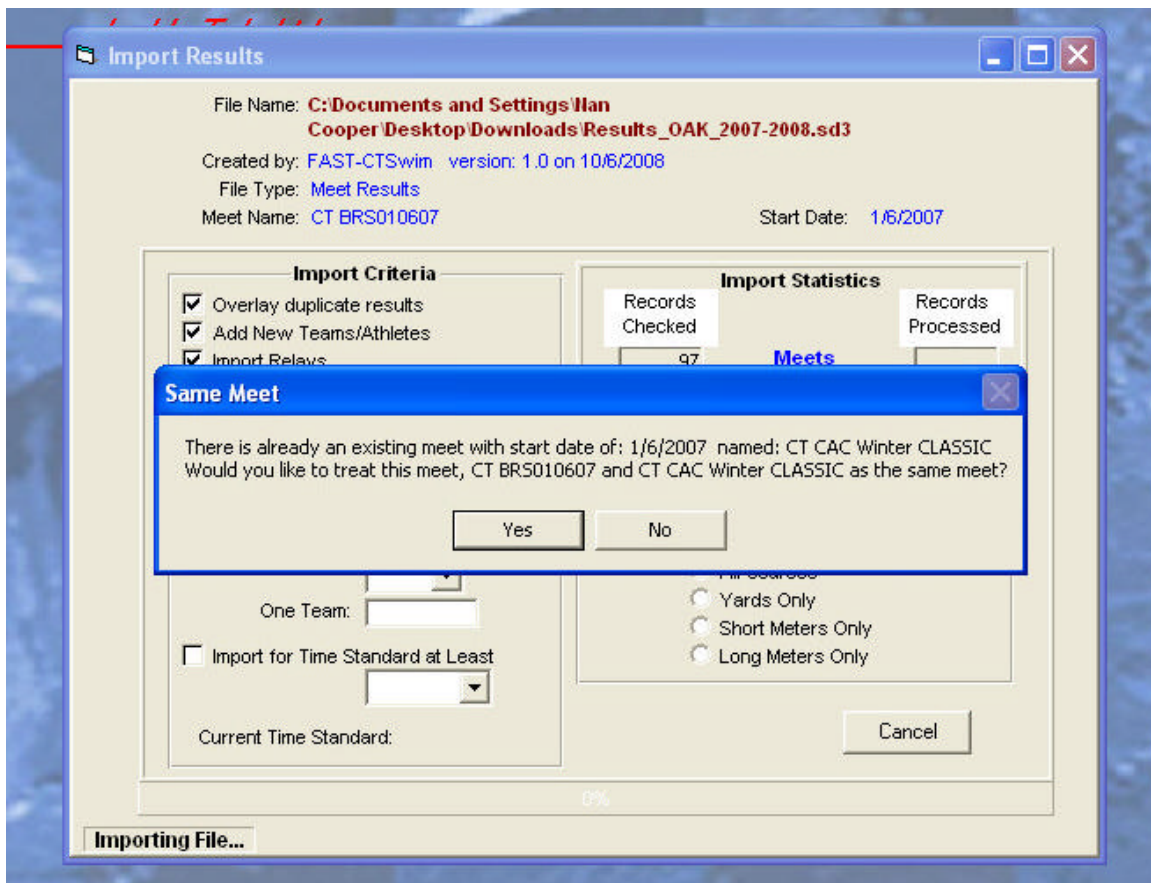 Import Results
File Name: C:\Documents and Settings\Nan
Cooper\Desktop\Downloads\Results_OAK_2007-2008.sd3
Created by: FAST-CTSwim version: 1.0 on 10/6/2008
File Type: Meet Results
Meet Name: CT BRS010607 Start Date: 1/6/2007
Import Criteria
Overlay duplicate results
Add New Teams/Athletes
Import Relays
Import Statistics
Records Records
Checked Processed
97 Meets
Same Meet
There is already an existing meet with start date of: 1/6/2007 named: CT CAC Winter CLASSIC
Would you like to treat this meet, CT BRS010607 and CT CAC Winter CLASSIC as the same meet?
Yes No
One Team:
Import for Time Standard at Least
Current Time Standard:
Yards Only
Short Meters Only
Long Meters Only
Cancel
0%
Importing File...